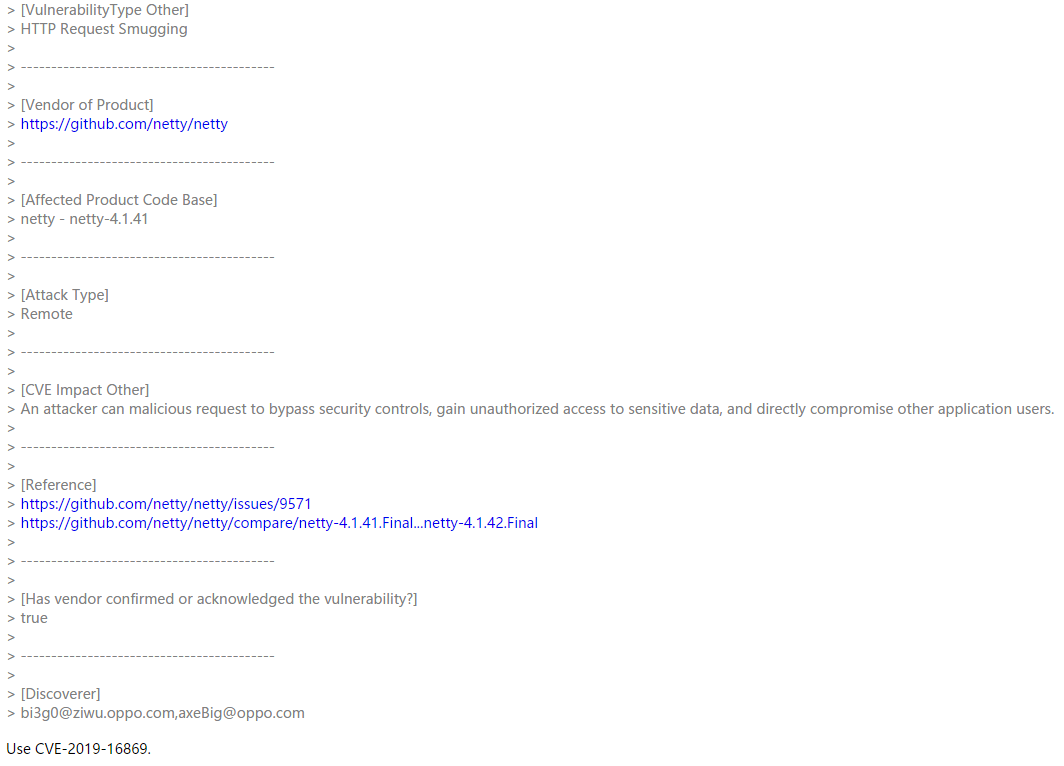 > [VulnerabilityType Other]
> HTTP Request Smugging
>
> ------------------------------------------
>
> [Vendor of Product]
> https://github.com/netty/netty
>
> ------------------------------------------
>
> [Affected Product Code Base]
> netty - netty-4.1.41
>
> ------------------------------------------
>
> [Attack Type]
> Remote
>
> ------------------------------------------
>
> [CVE Impact Other]
> An attacker can malicious request to bypass security controls, gain unauthorized access to sensitive data, and directly compromise other application users.
>
> ------------------------------------------
>
> [Reference]
> https://github.com/netty/netty/issues/9571
> https://github.com/netty/netty/compare/netty-4.1.41.Final...netty-4.1.42.Final
>
> ------------------------------------------
>
> [Has vendor confirmed or acknowledged the vulnerability?]
> true
>
> ------------------------------------------
>
> [Discoverer]
> bi3g0@ziwu.oppo.com,axeBig@oppo.com
Use CVE-2019-16869.